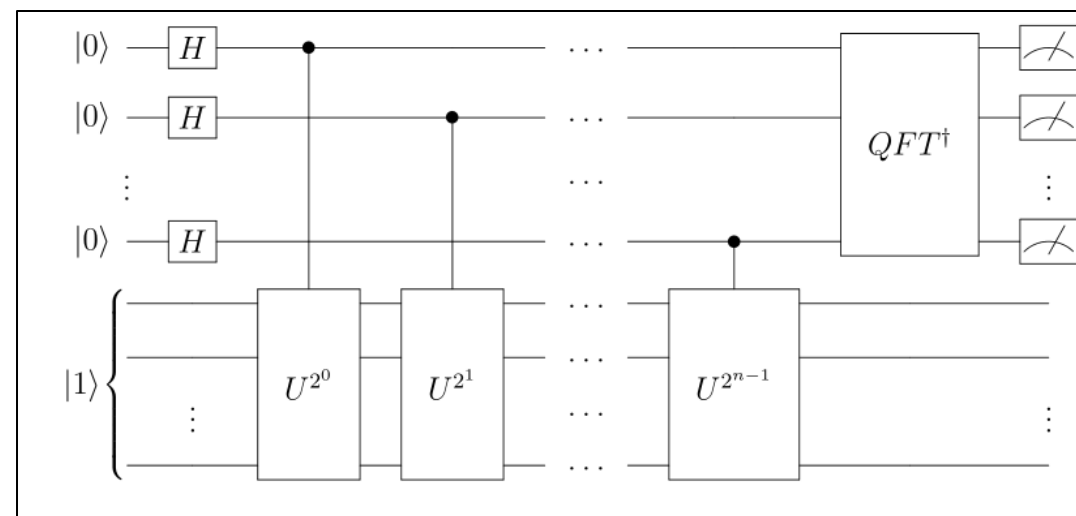 |0⟩ H ···
|0⟩ H ··· QFT†
⋮ ··· ⋮
|0⟩ H ···
···
|1⟩ ⋮ U^{2^0} U^{2^1} ··· U^{2^{n−1}} ⋮
···